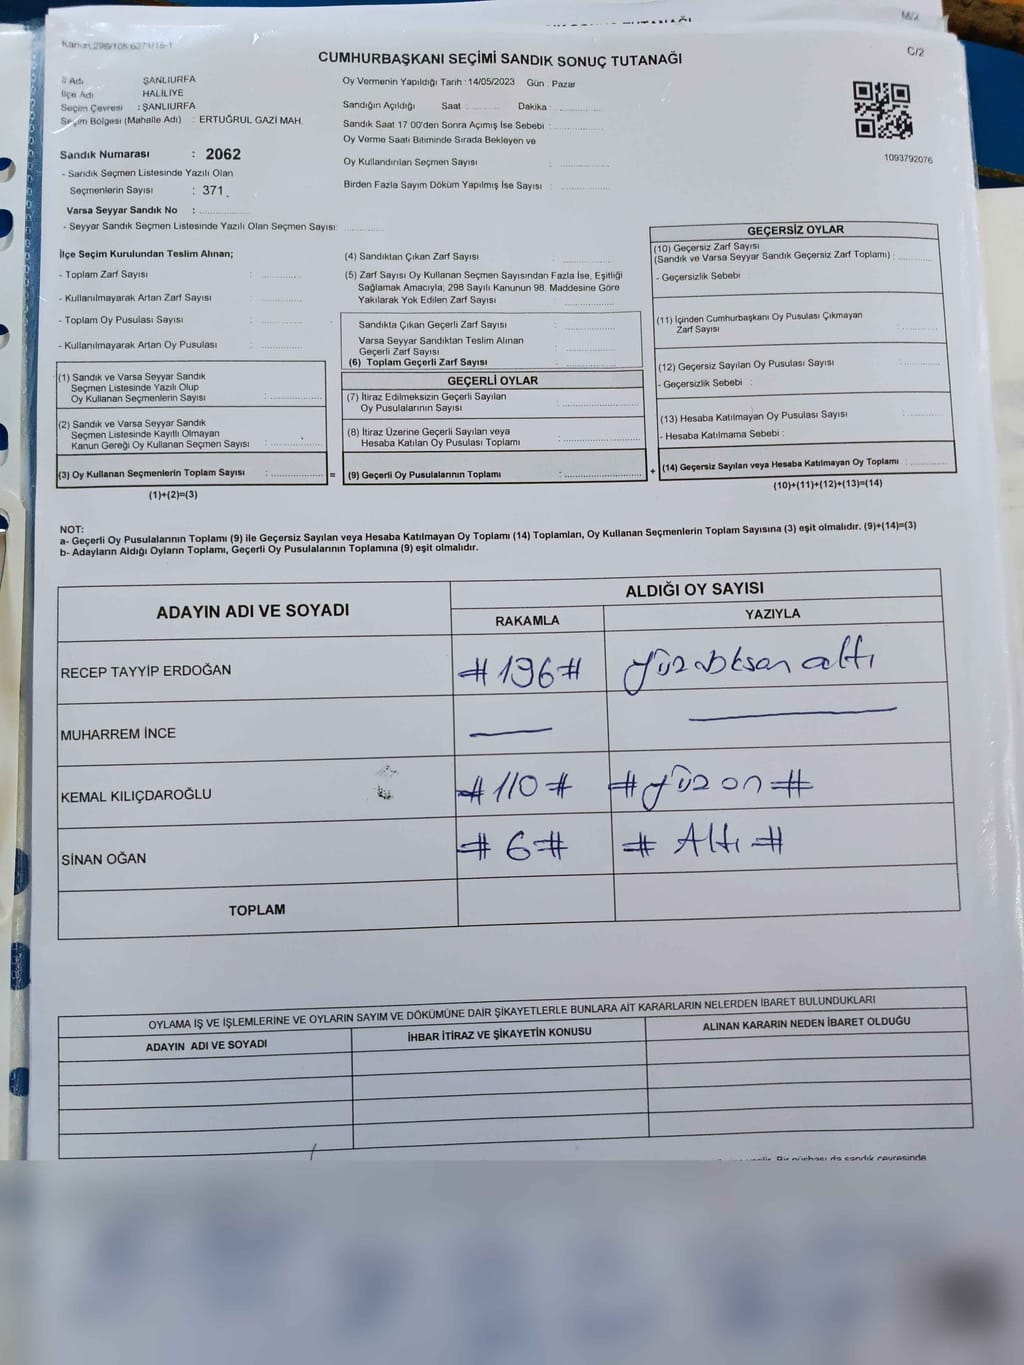 M/2
Kanun.298/105.6271/18-1
C/2
CUMHURBAŞKANI SEÇİMİ SANDIK SONUÇ TUTANAĞI
İl Adı : ŞANLIURFA
İlçe Adı : HALİLİYE
Seçim Çevresi : ŞANLIURFA
Seçim Bölgesi (Mahalle Adı) : ERTUĞRUL GAZİ MAH.
Sandık Numarası : 2062
- Sandık Seçmen Listesinde Yazılı Olan
Seçmenlerin Sayısı : 371
Varsa Seyyar Sandık No :
- Seyyar Sandık Seçmen Listesinde Yazılı Olan Seçmen Sayısı:
Oy Vermenin Yapıldığı Tarih : 14/05/2023 Gün : Pazar
Sandığın Açıldığı Saat : Dakika :
Sandık Saat 17 00'den Sonra Açımış İse Sebebi :
Oy Verme Saati Bitiminde Sırada Bekleyen ve
Oy Kullandırılan Seçmen Sayısı :
Birden Fazla Sayım Döküm Yapılmış İse Sayısı :
1093792076
İlçe Seçim Kurulundan Teslim Alınan;
- Toplam Zarf Sayısı :
- Kullanılmayarak Artan Zarf Sayısı :
- Toplam Oy Pusulası Sayısı :
- Kullanılmayarak Artan Oy Pusulası :
(1) Sandık ve Varsa Seyyar Sandık
Seçmen Listesinde Yazılı Olup
Oy Kullanan Seçmenlerin Sayısı :
(2) Sandık ve Varsa Seyyar Sandık
Seçmen Listesinde Kayıtlı Olmayan
Kanun Gereği Oy Kullanan Seçmen Sayısı :
(3) Oy Kullanan Seçmenlerin Toplam Sayısı : =
(1)+(2)=(3)
(4) Sandıktan Çıkan Zarf Sayısı :
(5) Zarf Sayısı Oy Kullanan Seçmen Sayısından Fazla İse, Eşitliği
Sağlamak Amacıyla; 298 Sayılı Kanunun 98. Maddesine Göre
Yakılarak Yok Edilen Zarf Sayısı :
Sandıkta Çıkan Geçerli Zarf Sayısı :
Varsa Seyyar Sandıktan Teslim Alınan
Geçerli Zarf Sayısı :
(6) Toplam Geçerli Zarf Sayısı :
GEÇERLİ OYLAR
(7) İtiraz Edilmeksizin Geçerli Sayılan
Oy Pusulalarının Sayısı :
(8) İtiraz Üzerine Geçerli Sayılan veya
Hesaba Katılan Oy Pusulası Toplamı :
(9) Geçerli Oy Pusulalarının Toplamı : +
GEÇERSİZ OYLAR
(10) Geçersiz Zarf Sayısı
(Sandık ve Varsa Seyyar Sandık Geçersiz Zarf Toplamı) :
- Geçersizlik Sebebi :
(11) İçinden Cumhurbaşkanı Oy Pusulası Çıkmayan
Zarf Sayısı :
(12) Geçersiz Sayılan Oy Pusulası Sayısı :
- Geçersizlik Sebebi :
(13) Hesaba Katılmayan Oy Pusulası Sayısı :
- Hesaba Katılmama Sebebi :
(14) Geçersiz Sayılan veya Hesaba Katılmayan Oy Toplamı :
(10)+(11)+(12)+(13)=(14)
NOT:
a- Geçerli Oy Pusulalarının Toplamı (9) ile Geçersiz Sayılan veya Hesaba Katılmayan Oy Toplamı (14) Toplamları, Oy Kullanan Seçmenlerin Toplam Sayısına (3) eşit olmalıdır. (9)+(14)=(3)
b- Adayların Aldığı Oyların Toplamı, Geçerli Oy Pusulalarının Toplamına (9) eşit olmalıdır.
ADAYIN ADI VE SOYADI
ALDIĞI OY SAYISI
RAKAMLA YAZIYLA
RECEP TAYYİP ERDOĞAN #196# yüz altı
MUHARREM İNCE —
KEMAL KILIÇDAROĞLU #110# #yüz on#
SİNAN OĞAN #6# #Altı#
TOPLAM
OYLAMA İŞ VE İŞLEMLERİNE VE OYLARIN SAYIM VE DÖKÜMÜNE DAİR ŞİKAYETLERLE BUNLARA AİT KARARLARIN NELERDEN İBARET BULUNDUKLARI
ADAYIN ADI VE SOYADI İHBAR İTİRAZ VE ŞİKAYETİN KONUSU ALINAN KARARIN NEDEN İBARET OLDUĞU